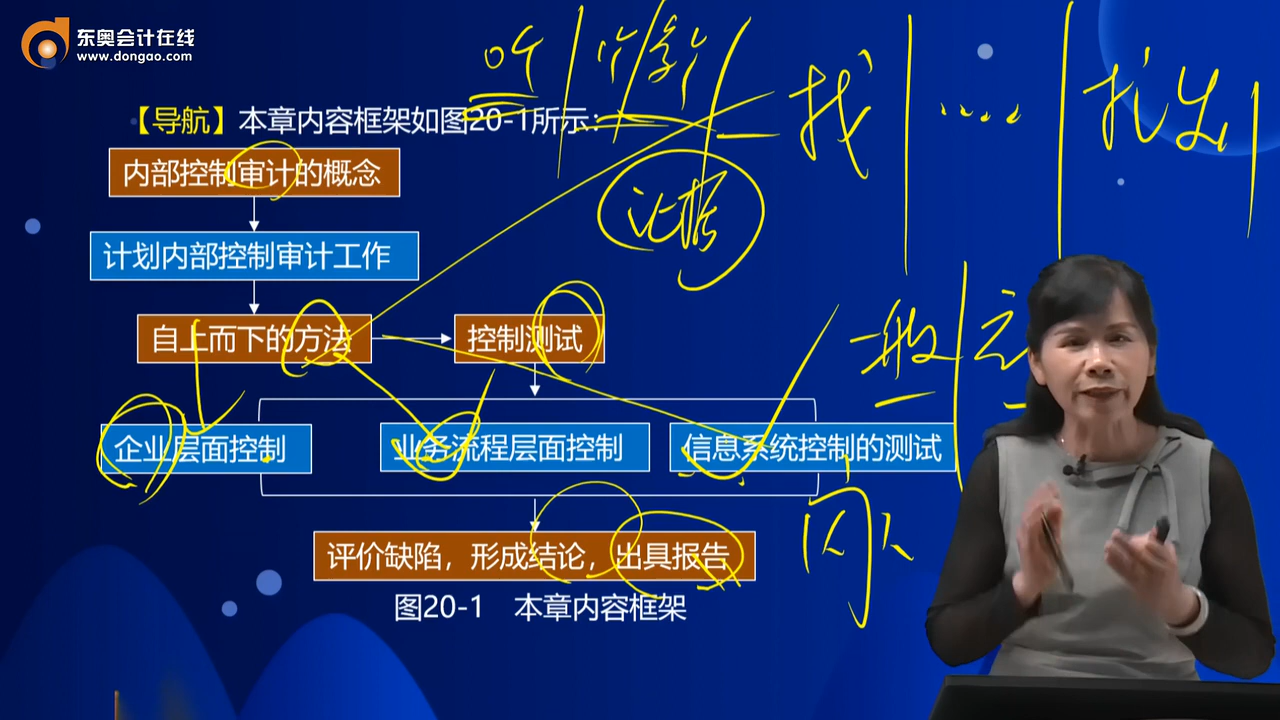 东奥会计在线
www.dongao.com
【导航】本章内容框架如图20-1所示：
内部控制审计的概念
计划内部控制审计工作
自上而下的方法
控制测试
企业层面控制
业务流程层面控制
信息系统控制的测试
评价缺陷，形成结论，出具报告
图20-1 本章内容框架
找
....
一般